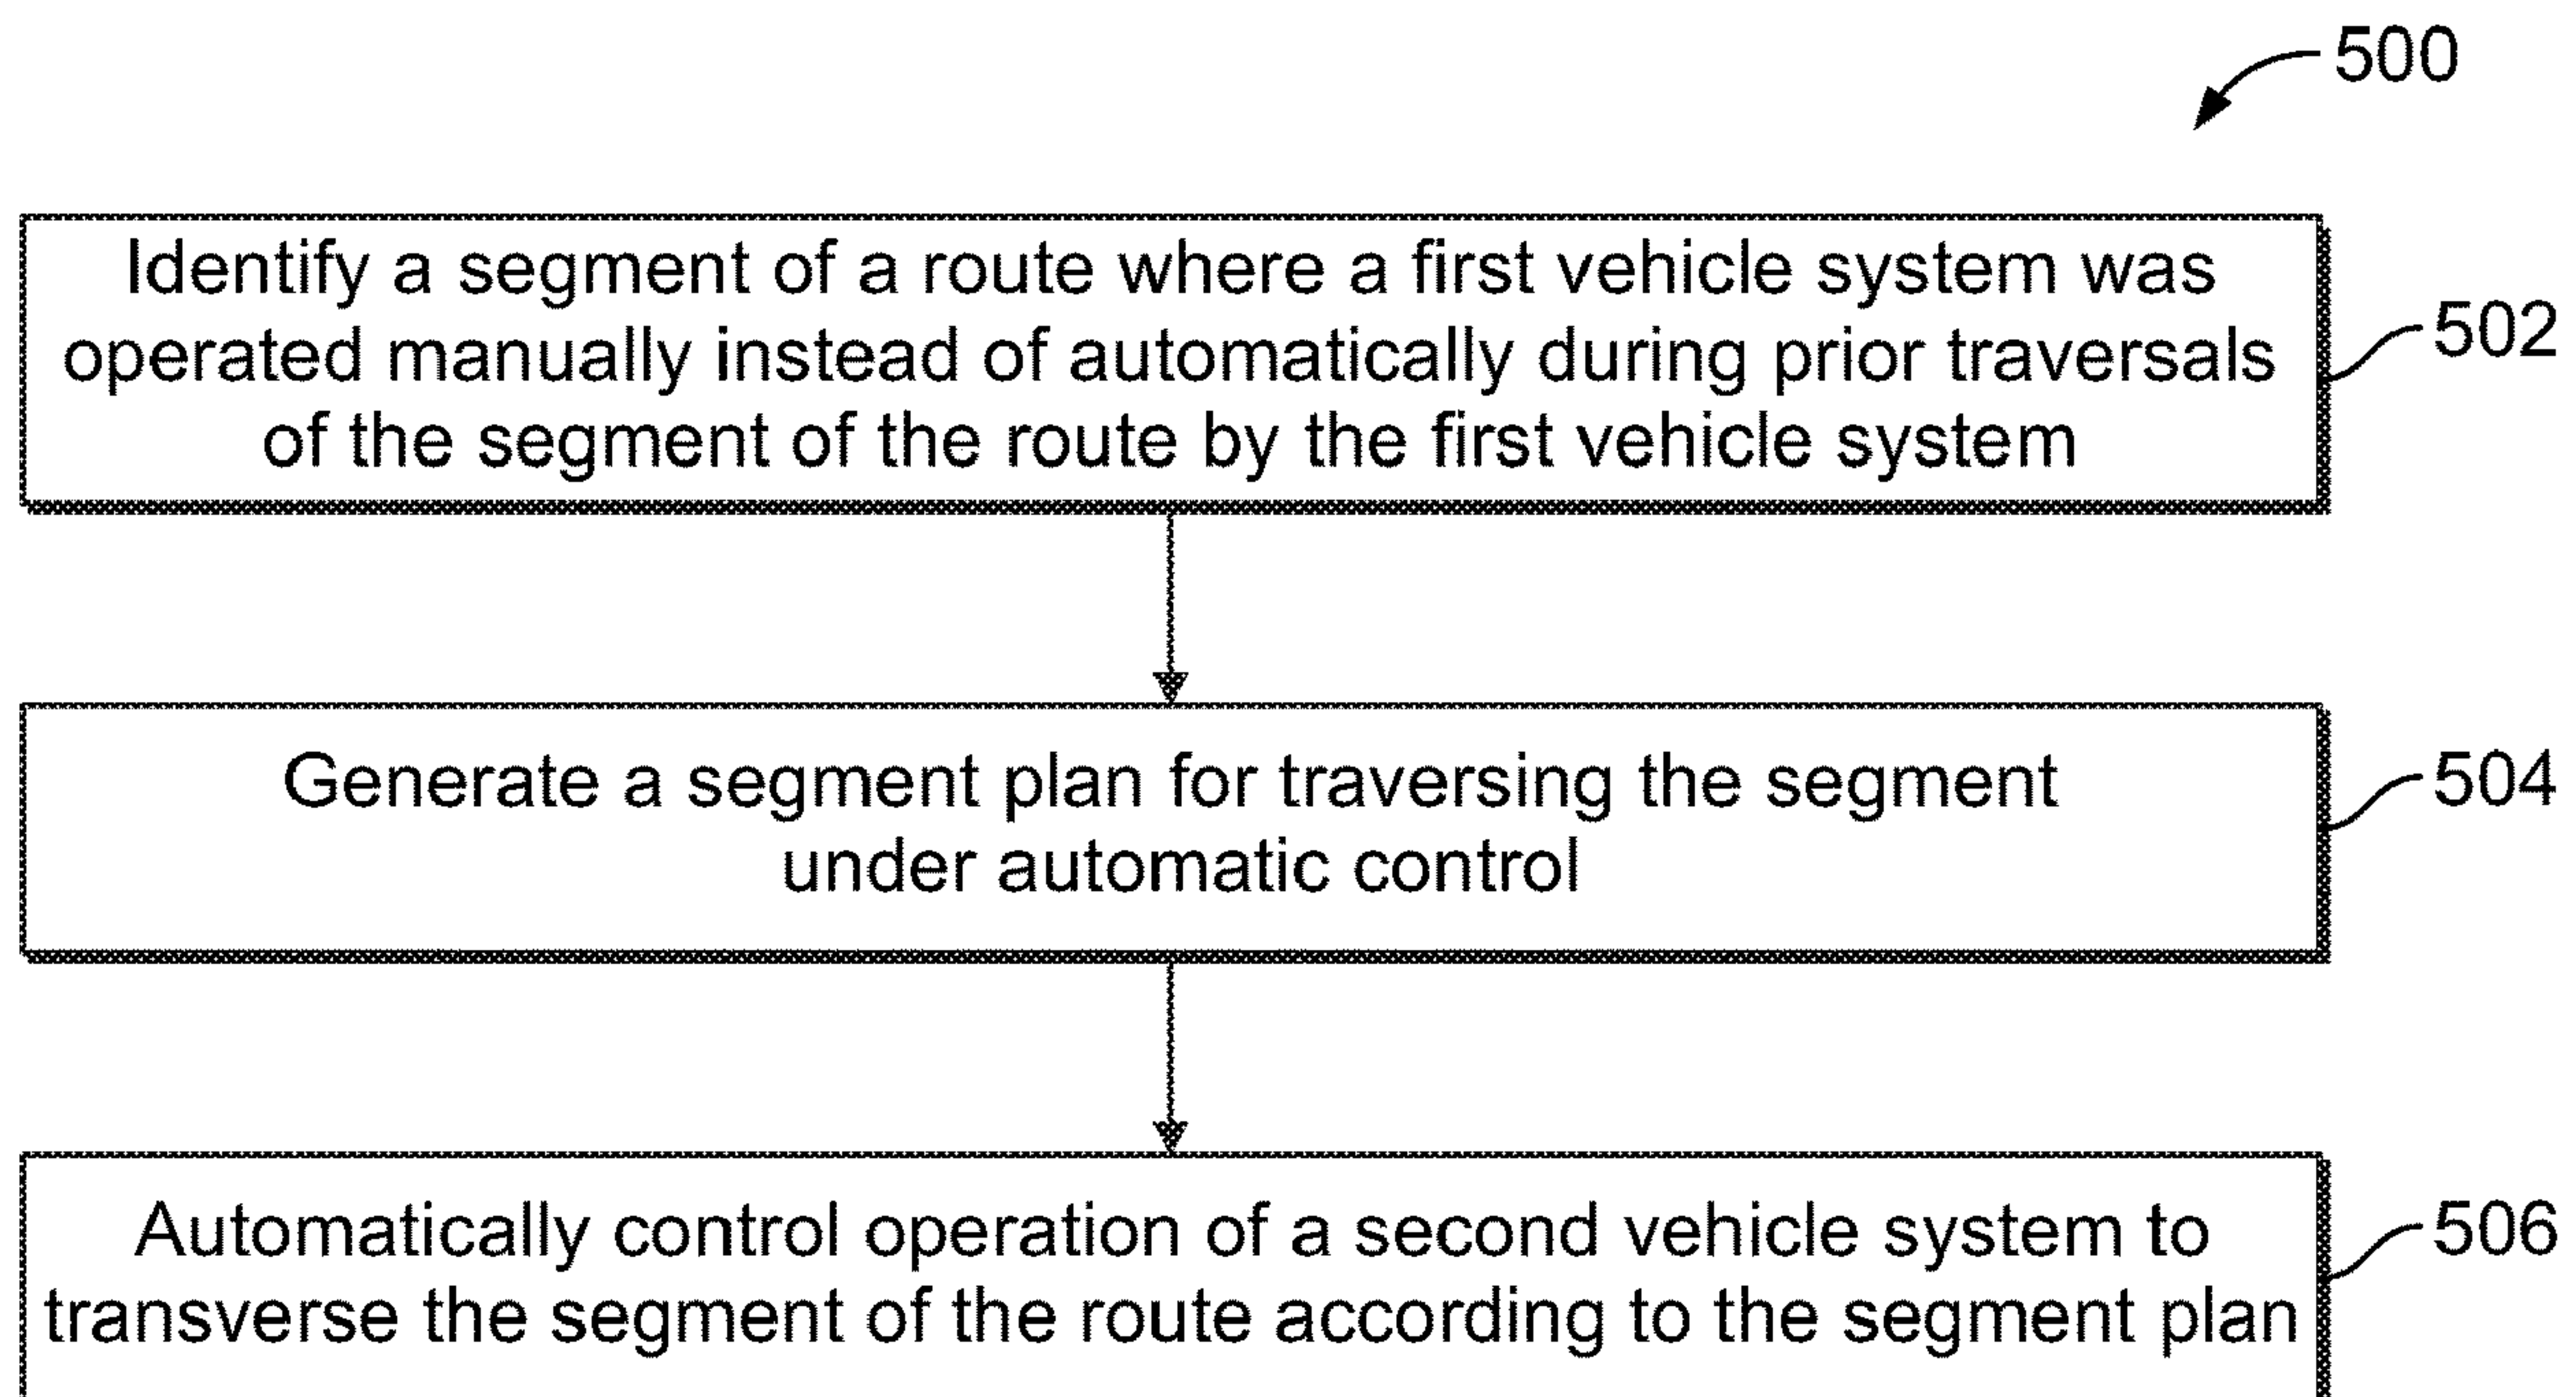 500
Identify a segment of a route where a first vehicle system was
operated manually instead of automatically during prior traversals
of the segment of the route by the first vehicle system
502
Generate a segment plan for traversing the segment
under automatic control
504
Automatically control operation of a second vehicle system to
transverse the segment of the route according to the segment plan
506